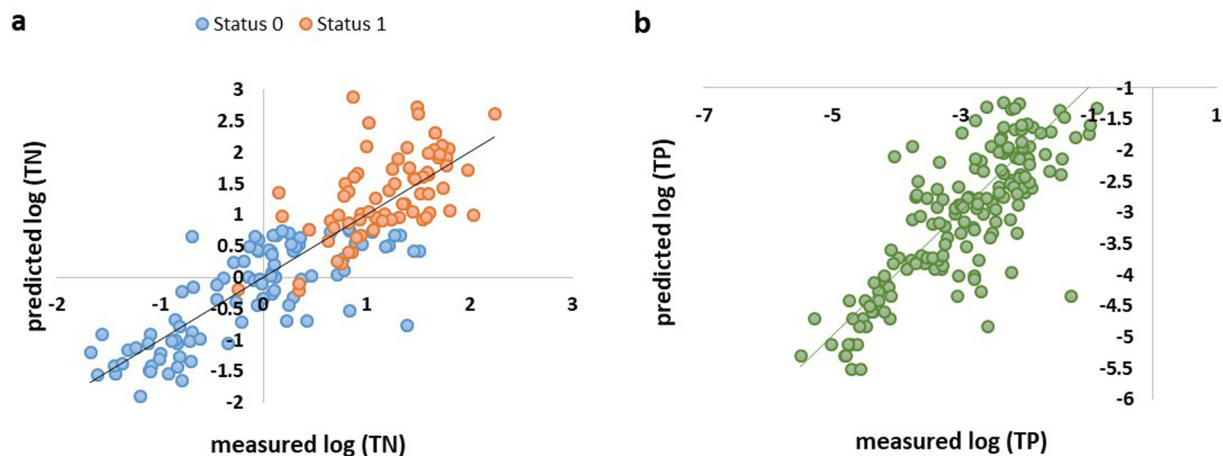 a
Status 0 Status 1
3
2.5
2
1.5
1
0.5
0
-0.5
-1
-1.5
-2
-2 -1 0 1 2 3
predicted log (TN)
measured log (TN)
b
-7 -5 -3 -1 1
-1
-1.5
-2
-2.5
-3
-3.5
-4
-4.5
-5
-5.5
-6
predicted log (TP)
measured log (TP)